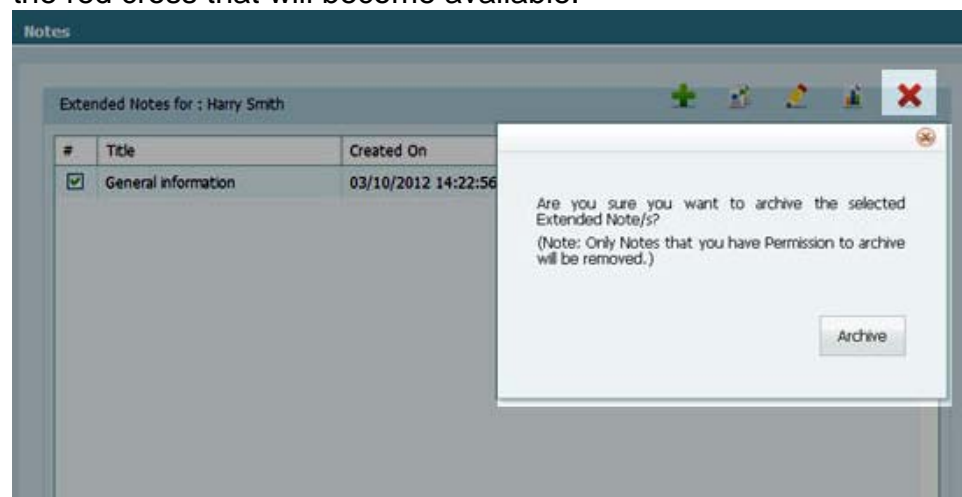 the red cross that will become available.
Notes
Extended Notes for : Harry Smith
# Title Created On
General information 03/10/2012 14:22:56
Are you sure you want to archive the selected
Extended Note/s?
(Note: Only Notes that you have Permission to archive
will be removed.)
Archive